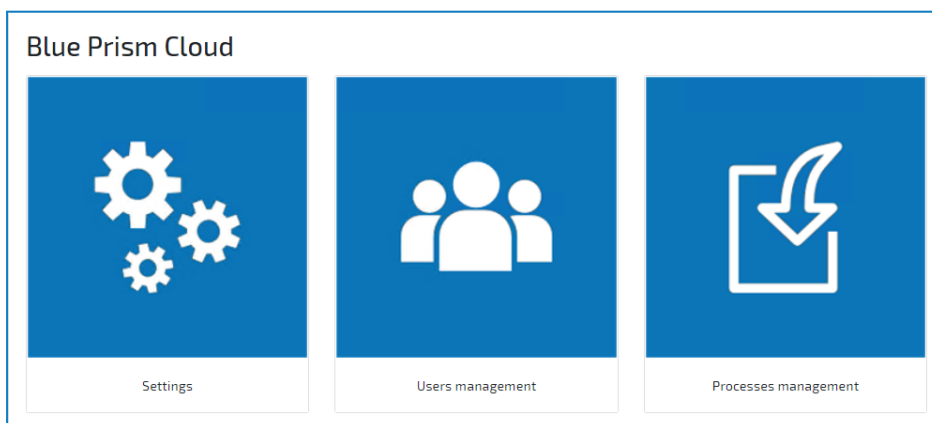 Blue Prism Cloud
Settings
Users management
Processes management